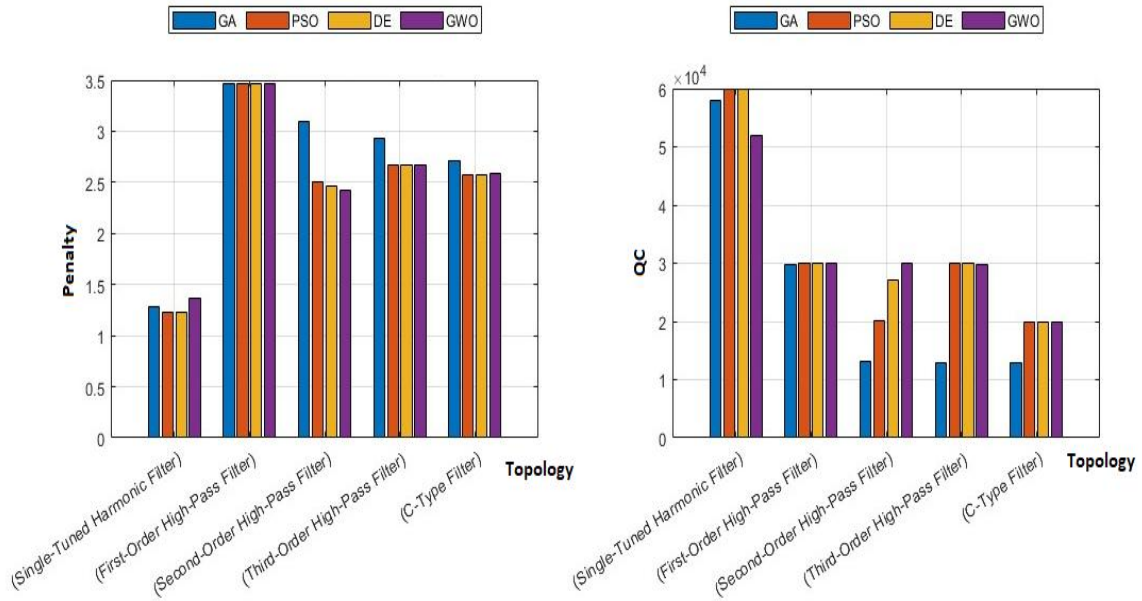 GA PSO DE GWO
Penalty
3.5
3
2.5
2
1.5
1
0.5
0
(Single-Tuned Harmonic Filter)
(First-Order High-Pass Filter)
(Second-Order High-Pass Filter)
(Third-Order High-Pass Filter)
(C-Type Filter)
Topology
GA PSO DE GWO
× 10⁴
QC
6
5
4
3
2
1
0
(Single-Tuned Harmonic Filter)
(First-Order High-Pass Filter)
(Second-Order High-Pass Filter)
(Third-Order High-Pass Filter)
(C-Type Filter)
Topology